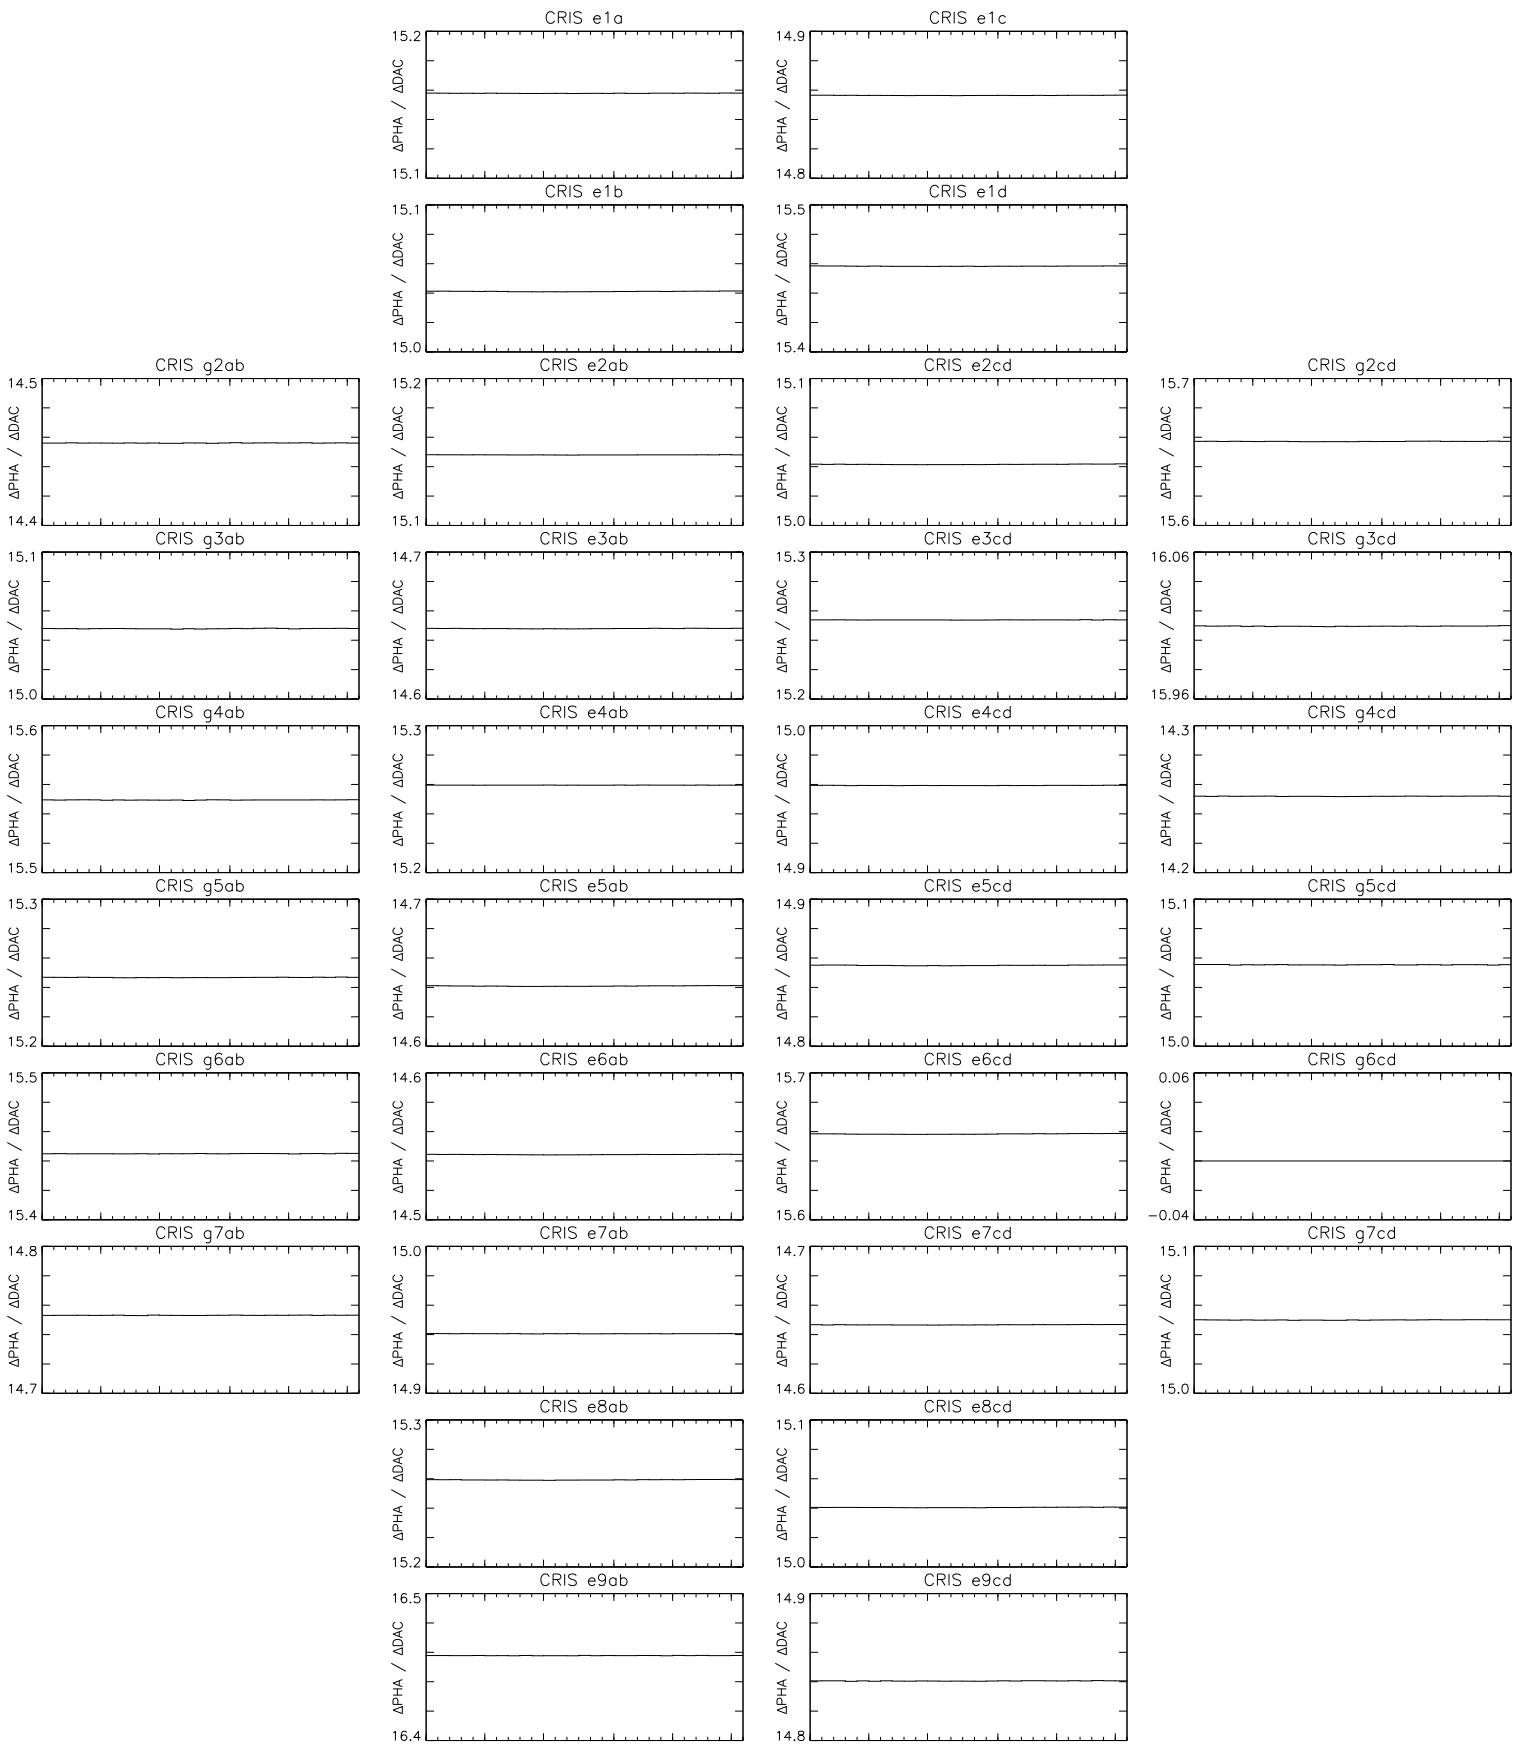 CRIS e1a
15.2
ΔPHA / ΔDAC
15.1
CRIS e1c
14.9
ΔPHA / ΔDAC
14.8
CRIS e1b
15.1
ΔPHA / ΔDAC
15.0
CRIS e1d
15.5
ΔPHA / ΔDAC
15.4
CRIS g2ab
14.5
ΔPHA / ΔDAC
14.4
CRIS e2ab
15.2
ΔPHA / ΔDAC
15.1
CRIS e2cd
15.1
ΔPHA / ΔDAC
15.0
CRIS g2cd
15.7
ΔPHA / ΔDAC
15.6
CRIS g3ab
15.1
ΔPHA / ΔDAC
15.0
CRIS e3ab
14.7
ΔPHA / ΔDAC
14.6
CRIS e3cd
15.3
ΔPHA / ΔDAC
15.2
CRIS g3cd
16.06
ΔPHA / ΔDAC
15.96
CRIS g4ab
15.6
ΔPHA / ΔDAC
15.5
CRIS e4ab
15.3
ΔPHA / ΔDAC
15.2
CRIS e4cd
15.0
ΔPHA / ΔDAC
14.9
CRIS g4cd
14.3
ΔPHA / ΔDAC
14.2
CRIS g5ab
15.3
ΔPHA / ΔDAC
15.2
CRIS e5ab
14.7
ΔPHA / ΔDAC
14.6
CRIS e5cd
14.9
ΔPHA / ΔDAC
14.8
CRIS g5cd
15.1
ΔPHA / ΔDAC
15.0
CRIS g6ab
15.5
ΔPHA / ΔDAC
15.4
CRIS e6ab
14.6
ΔPHA / ΔDAC
14.5
CRIS e6cd
15.7
ΔPHA / ΔDAC
15.6
CRIS g6cd
0.06
ΔPHA / ΔDAC
−0.04
CRIS g7ab
14.8
ΔPHA / ΔDAC
14.7
CRIS e7ab
15.0
ΔPHA / ΔDAC
14.9
CRIS e7cd
14.7
ΔPHA / ΔDAC
14.6
CRIS g7cd
15.1
ΔPHA / ΔDAC
15.0
CRIS e8ab
15.3
ΔPHA / ΔDAC
15.2
CRIS e8cd
15.1
ΔPHA / ΔDAC
15.0
CRIS e9ab
16.5
ΔPHA / ΔDAC
16.4
CRIS e9cd
14.9
ΔPHA / ΔDAC
14.8